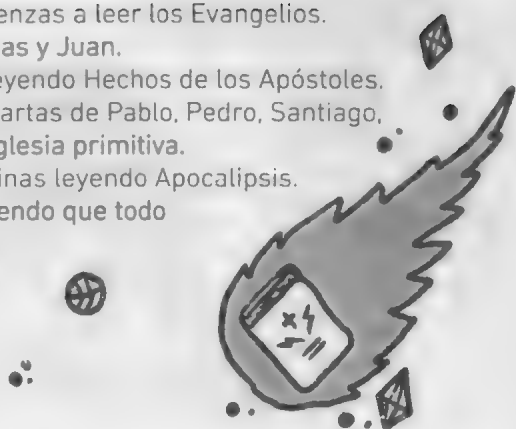 enzas a leer los Evangelios.
as y Juan.
eyendo Hechos de los Apóstoles.
artas de Pablo, Pedro, Santiago,
glesia primitiva.
inas leyendo Apocalipsis.
endo que todo